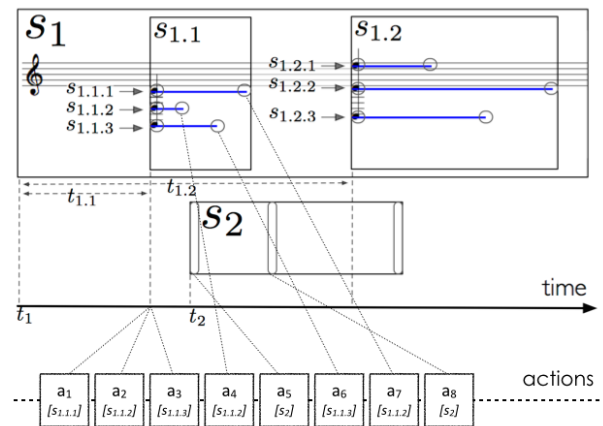 s1
s1.1
s1.2
s1.2.1
s1.1.1
s1.2.2
s1.1.2
s1.2.3
s1.1.3
t1.1
t1.2
s2
time
t1
t2
actions
a1 a2 a3 a4 a5 a6 a7 a8
[s1.1.1] [s1.1.2] [s1.1.3] [s1.1.2] [s2] [s1.1.3] [s1.1.2] [s2]